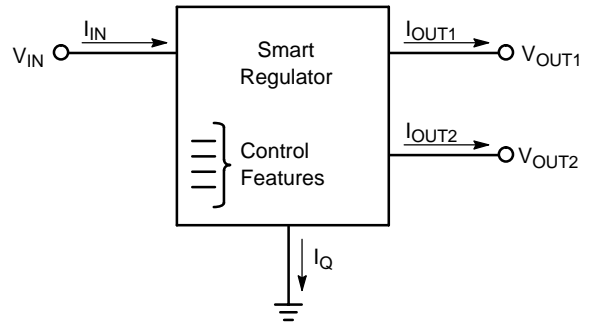 I_IN
V_IN
Smart
Regulator
I_OUT1
V_OUT1
I_OUT2
V_OUT2
Control
Features
I_Q